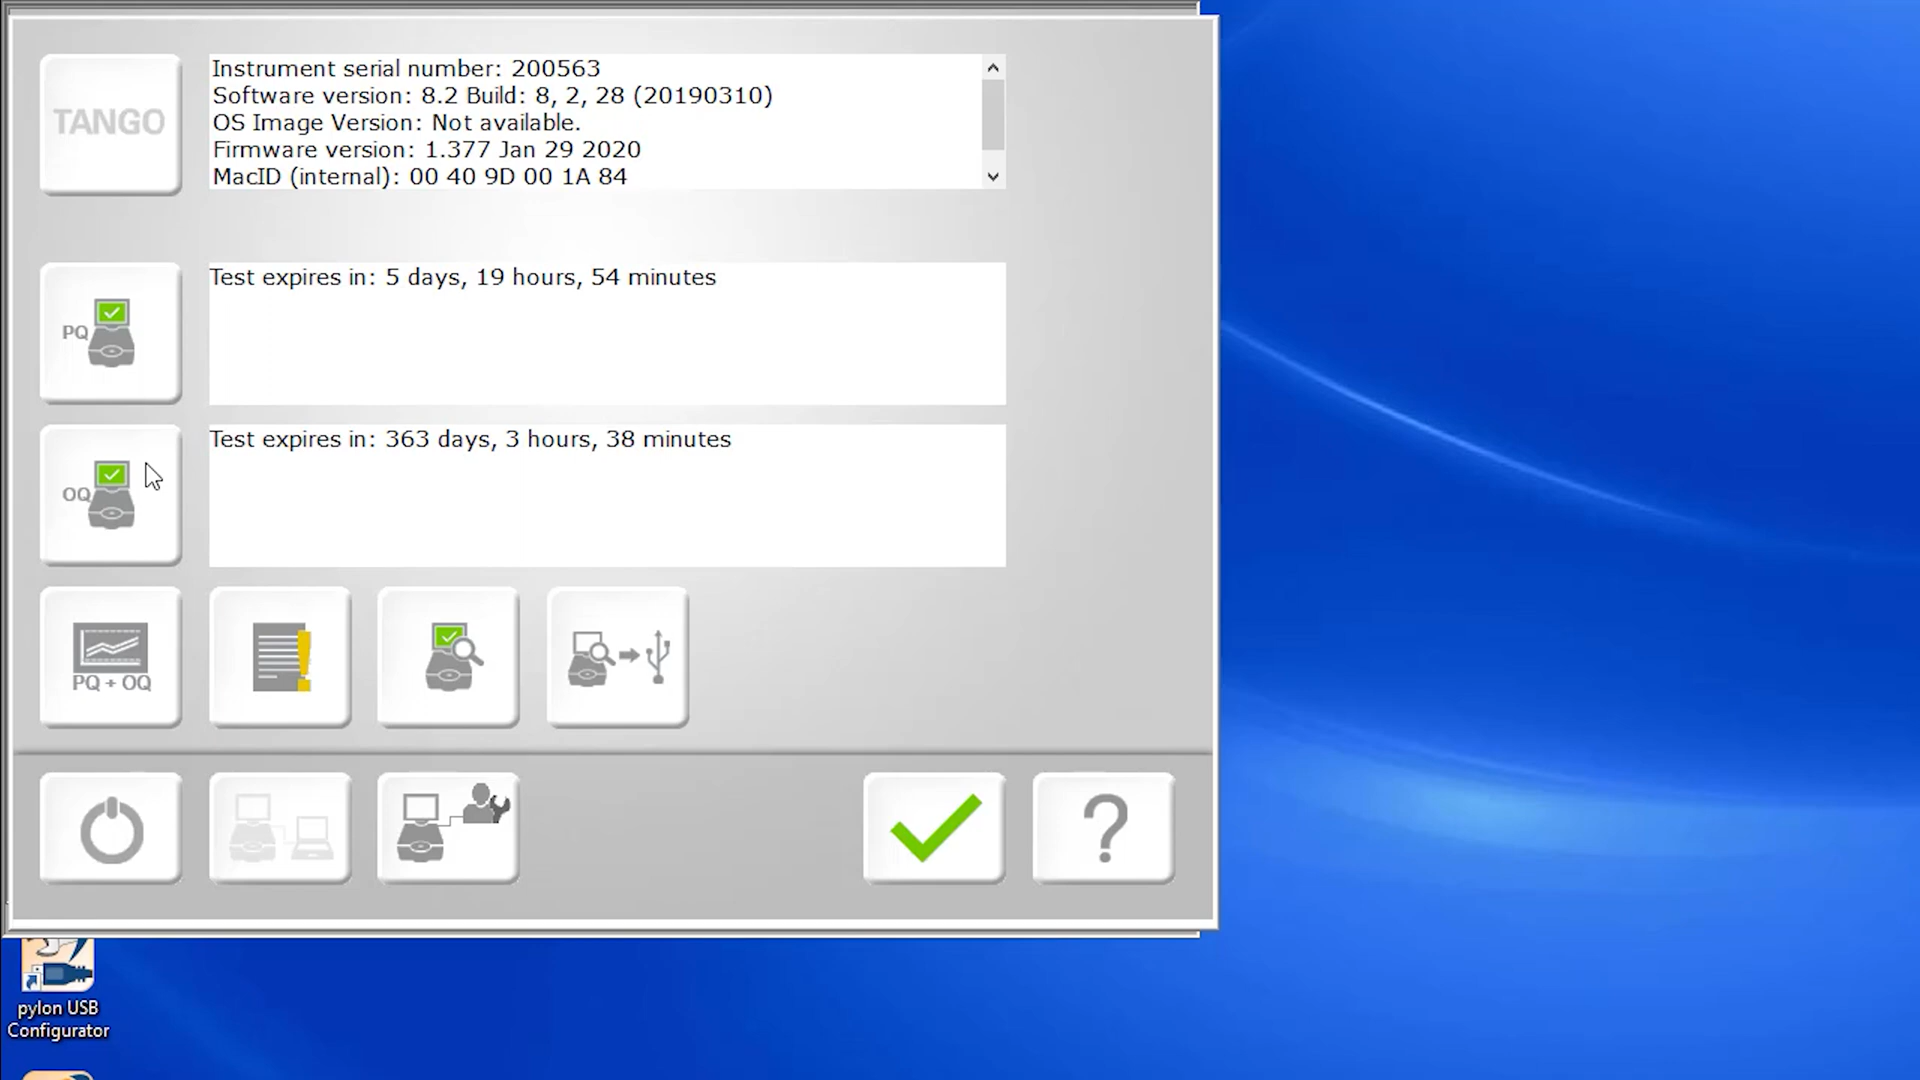 TANGO
Instrument serial number: 200563
Software version: 8.2 Build: 8, 2, 28 (20190310)
OS Image Version: Not available.
Firmware version: 1.377 Jan 29 2020
MacID (internal): 00 40 9D 00 1A 84
PQ
Test expires in: 5 days, 19 hours, 54 minutes
OQ
Test expires in: 363 days, 3 hours, 38 minutes
PQ + OQ
?
pylon USB
Configurator